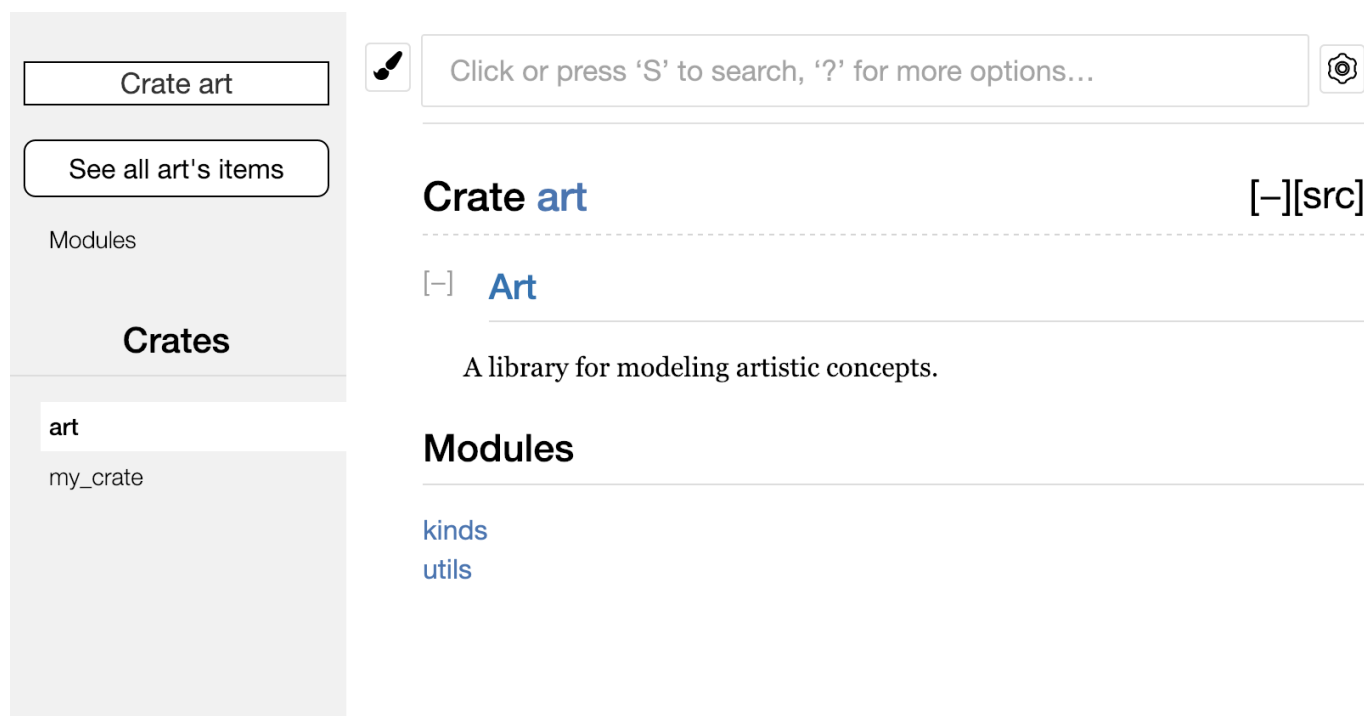 Crate art
See all art's items
Modules
Crates
art
my_crate
Click or press ‘S’ to search, ‘?’ for more options…
Crate art
[−][src]
[−]
Art
A library for modeling artistic concepts.
Modules
kinds
utils